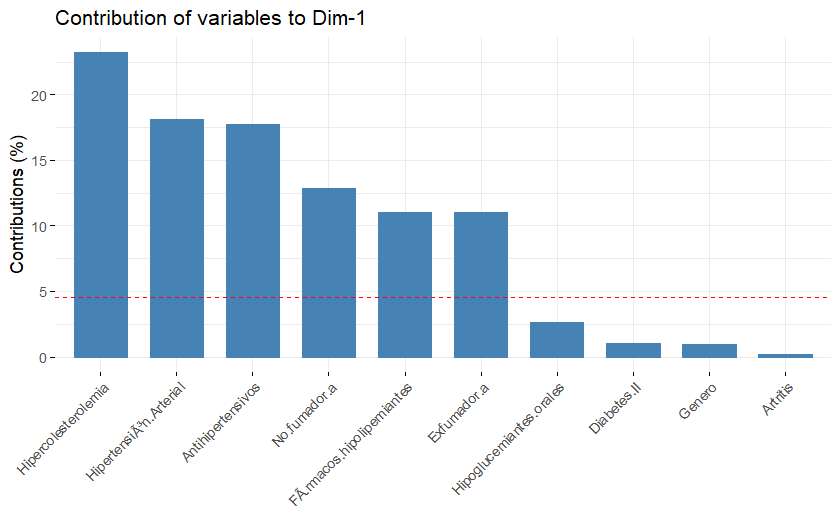 Contribution of variables to Dim-1
Contributions (%)
20
15
10
5
0
Hipercolesterolemia
HipertensiÃ³n.Arterial
Antihipertensivos
No.fumador.a
FÃ.rmacos.hipolipemiantes
Exfumador.a
Hipoglucemiantes.orales
Diabetes.II
Genero
Artritis